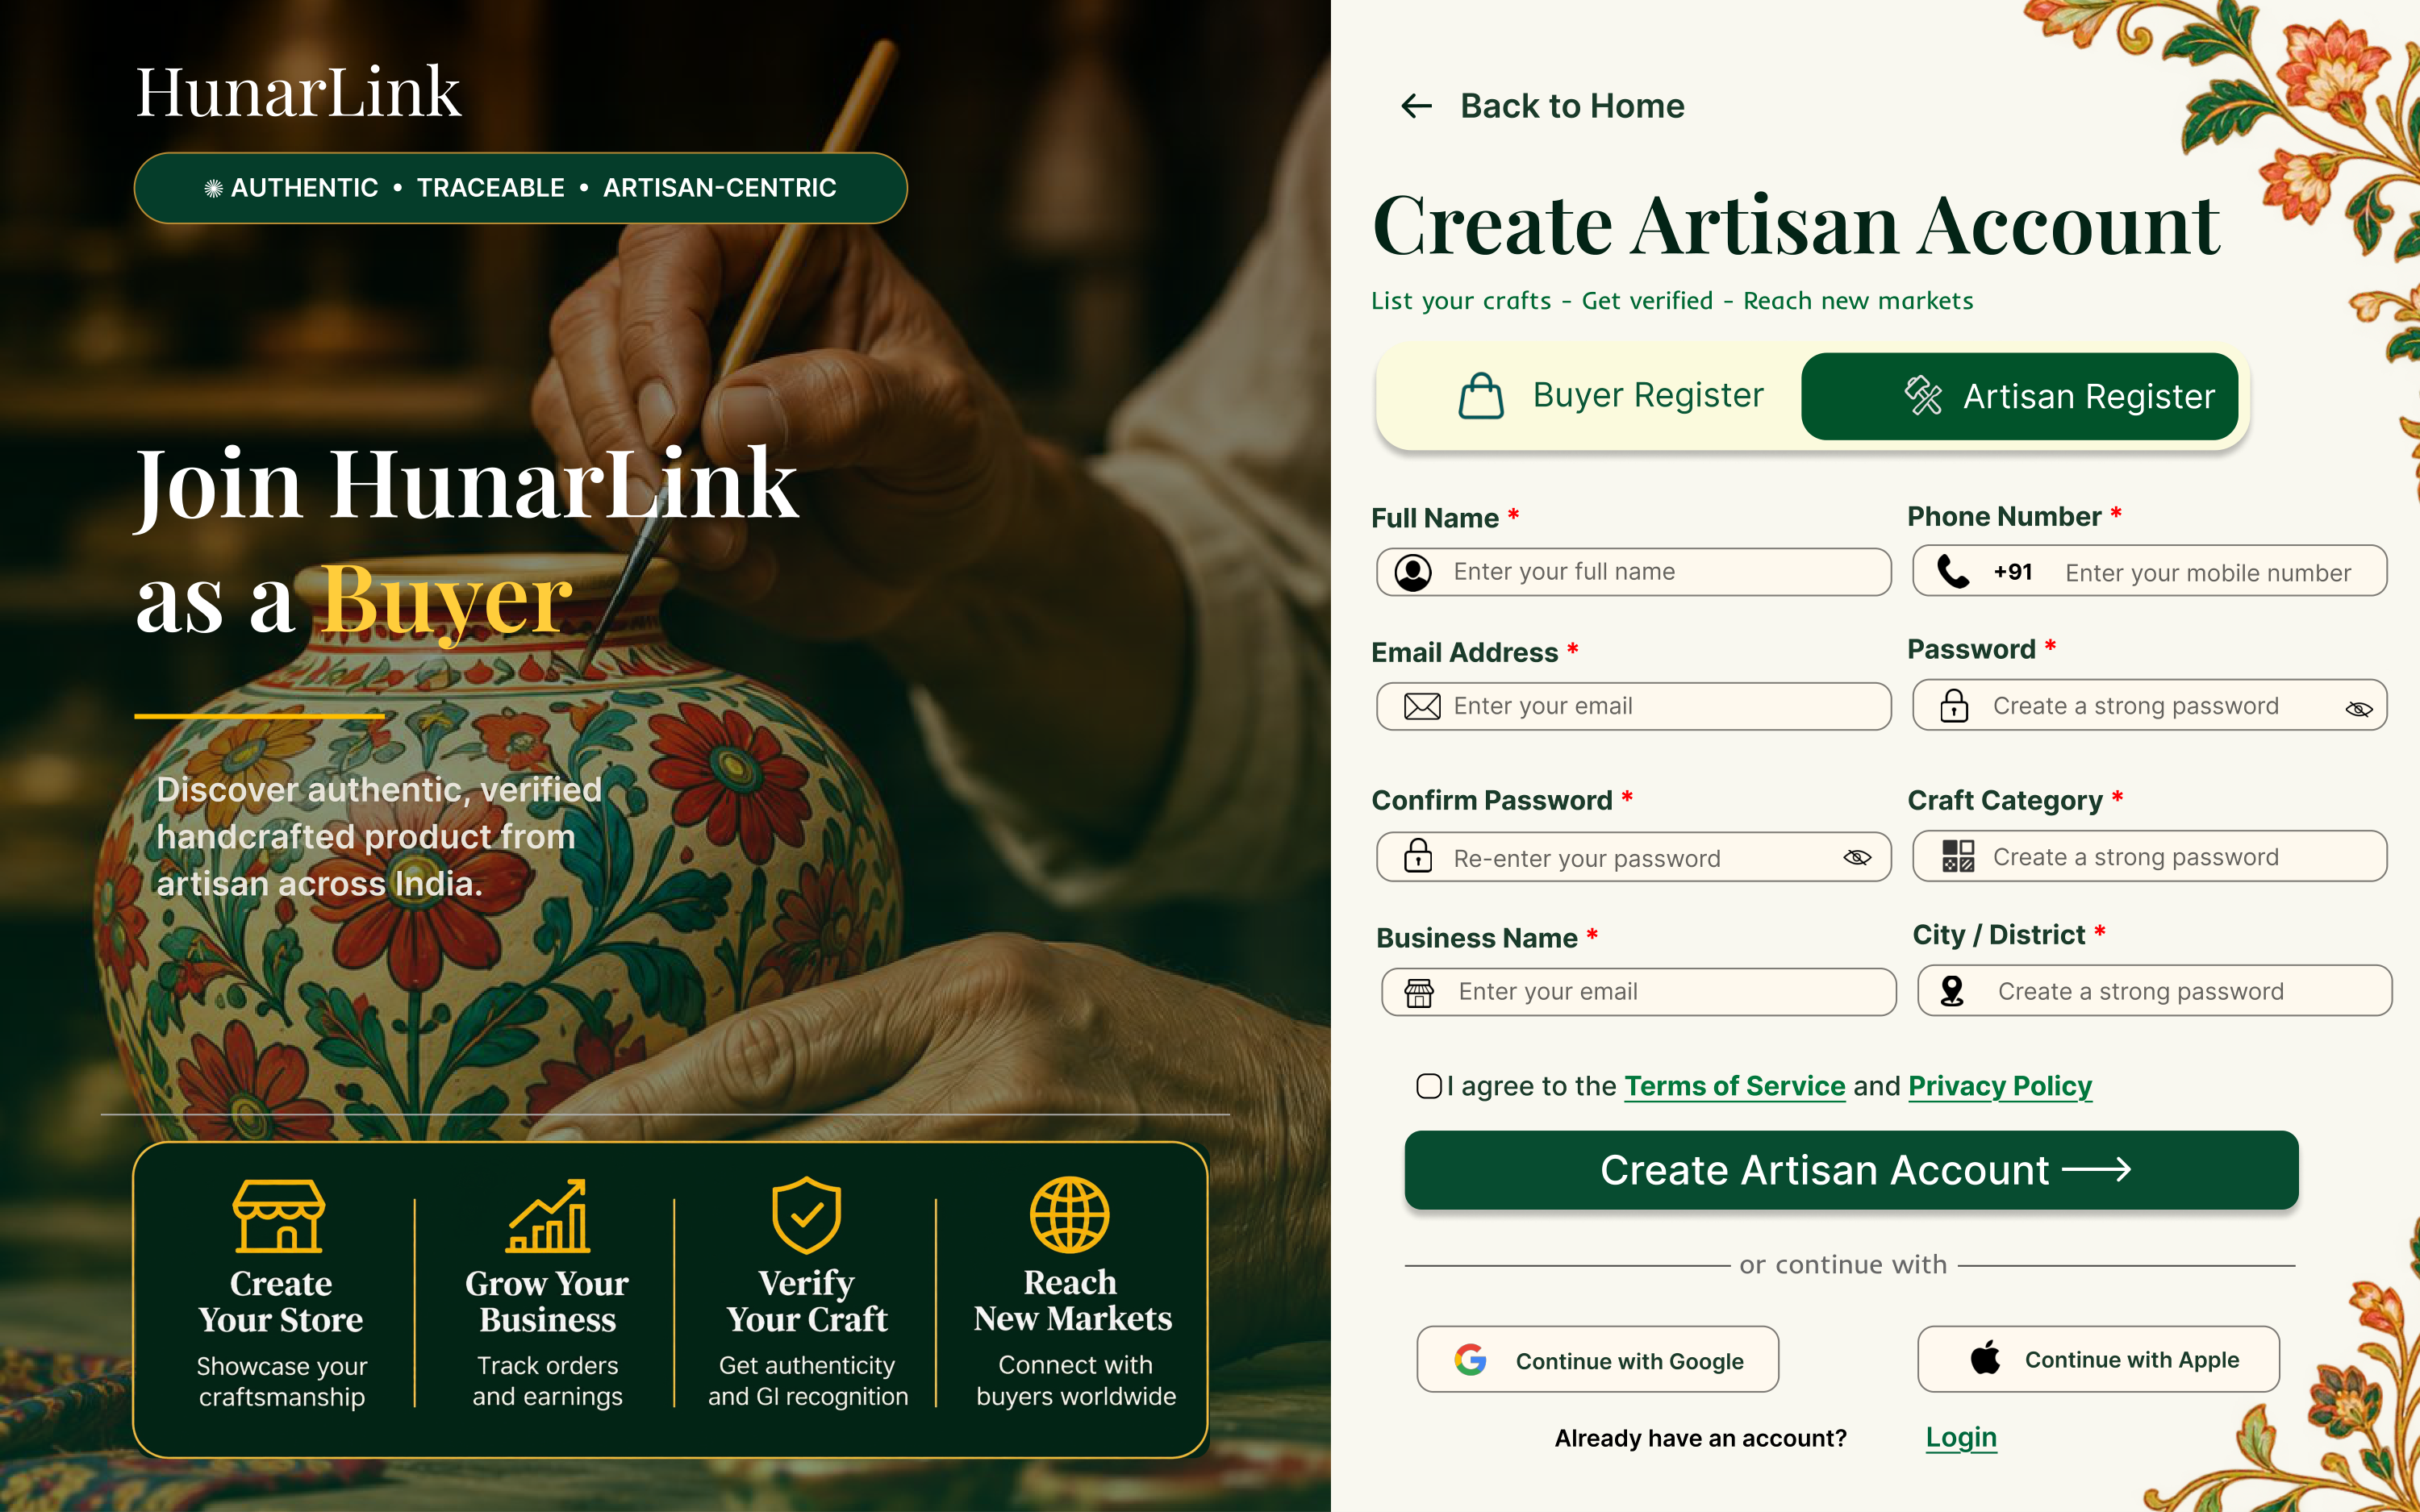 HunarLink
AUTHENTIC • TRACEABLE • ARTISAN-CENTRIC
Join HunarLink
as a Buyer
Discover authentic, verified
handcrafted product from
artisan across India.
Create
Your Store
Showcase your
craftsmanship
Grow Your
Business
Track orders
and earnings
Verify
Your Craft
Get authenticity
and GI recognition
Reach
New Markets
Connect with
buyers worldwide
Back to Home
Create Artisan Account
List your crafts - Get verified - Reach new markets
Buyer Register
Artisan Register
Full Name *
Enter your full name
Phone Number *
+91 Enter your mobile number
Email Address *
Enter your email
Password *
Create a strong password
Confirm Password *
Re-enter your password
Craft Category *
Create a strong password
Business Name *
Enter your email
City / District *
Create a strong password
I agree to the Terms of Service and Privacy Policy
Create Artisan Account
or continue with
Continue with Google
Continue with Apple
Already have an account? Login